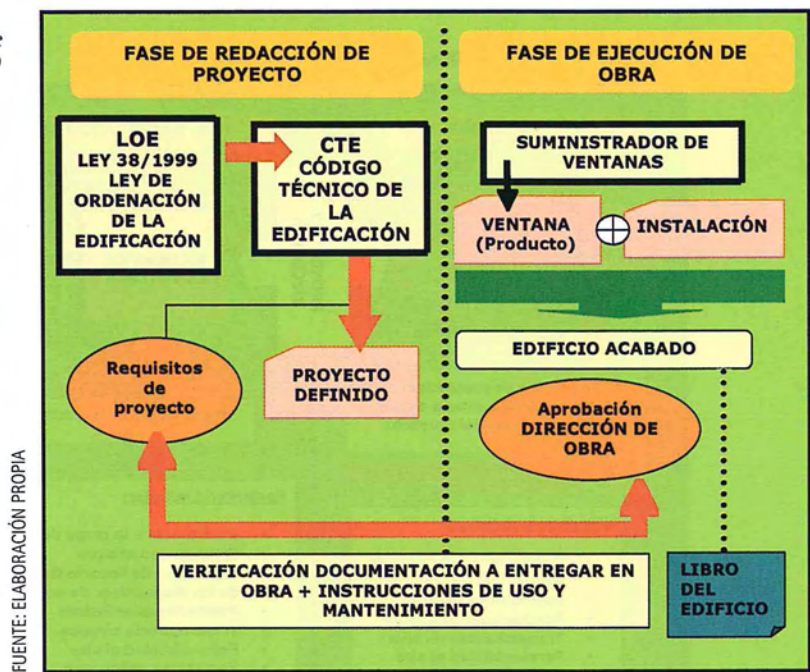 FASE DE REDACCIÓN DE
PROYECTO
LOE
LEY 38/1999
LEY DE
ORDENACIÓN
DE LA
EDIFICACIÓN
CTE
CÓDIGO
TÉCNICO DE
LA
EDIFICACIÓN
Requisitos
de
proyecto
PROYECTO
DEFINIDO
FASE DE EJECUCIÓN DE
OBRA
SUMINISTRADOR DE
VENTANAS
VENTANA
(Producto)
INSTALACIÓN
EDIFICIO ACABADO
Aprobación
DIRECCIÓN DE
OBRA
VERIFICACIÓN DOCUMENTACIÓN A ENTREGAR EN
OBRA + INSTRUCCIONES DE USO Y
MANTENIMIENTO
LIBRO
DEL
EDIFICIO
FUENTE: ELABORACIÓN PROPIA